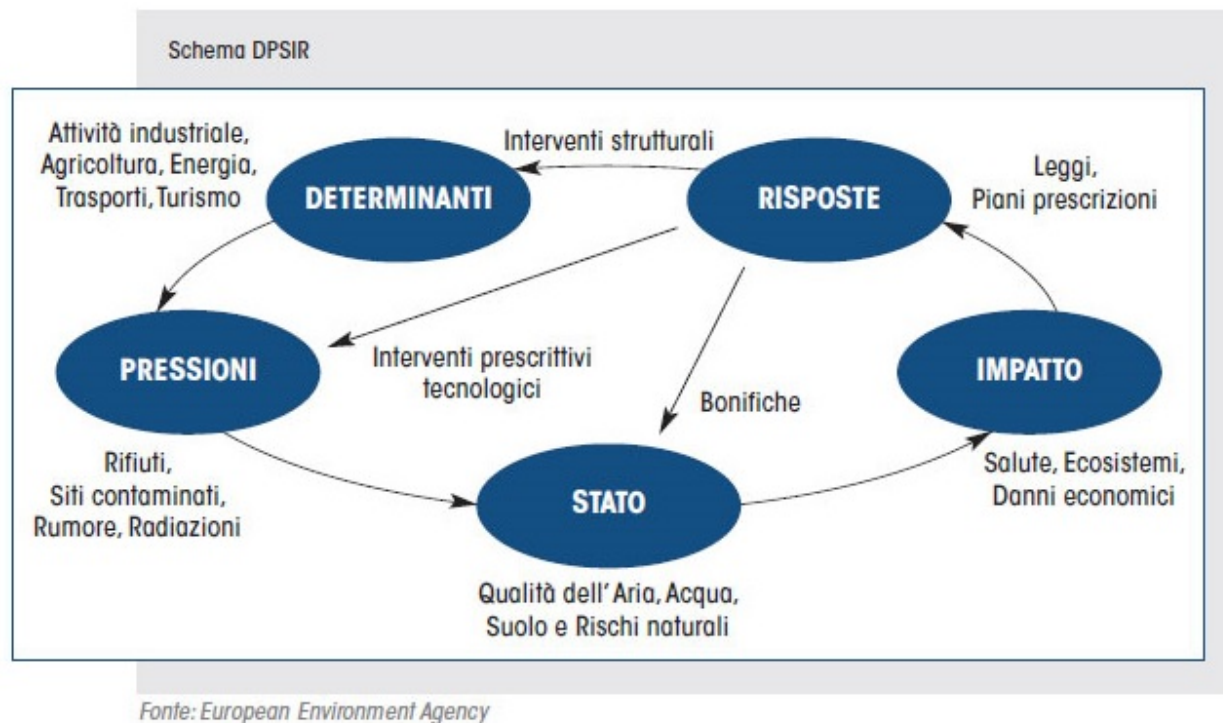 Schema DPSIR
Attività industriale,
Agricoltura, Energia,
Trasporti, Turismo
DETERMINANTI
Interventi strutturali
RISPOSTE
Leggi,
Piani prescrizioni
PRESSIONI
Interventi prescrittivi
tecnologici
Bonifiche
IMPATTO
Rifiuti,
Siti contaminati,
Rumore, Radiazioni
STATO
Salute, Ecosistemi,
Danni economici
Qualità dell'Aria, Acqua,
Suolo e Rischi naturali
Fonte: European Environment Agency